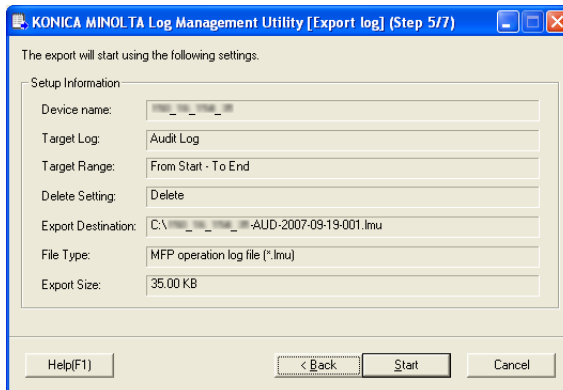 KONICA MINOLTA Log Management Utility [Export log] (Step 5/7)
The export will start using the following settings.
Setup Information
Device name:
Target Log: Audit Log
Target Range: From Start - To End
Delete Setting: Delete
Export Destination: C:\ -AUD-2007-09-19-001.lmu
File Type: MFP operation log file (*.lmu)
Export Size: 35.00 KB
Help(F1) < Back Start Cancel